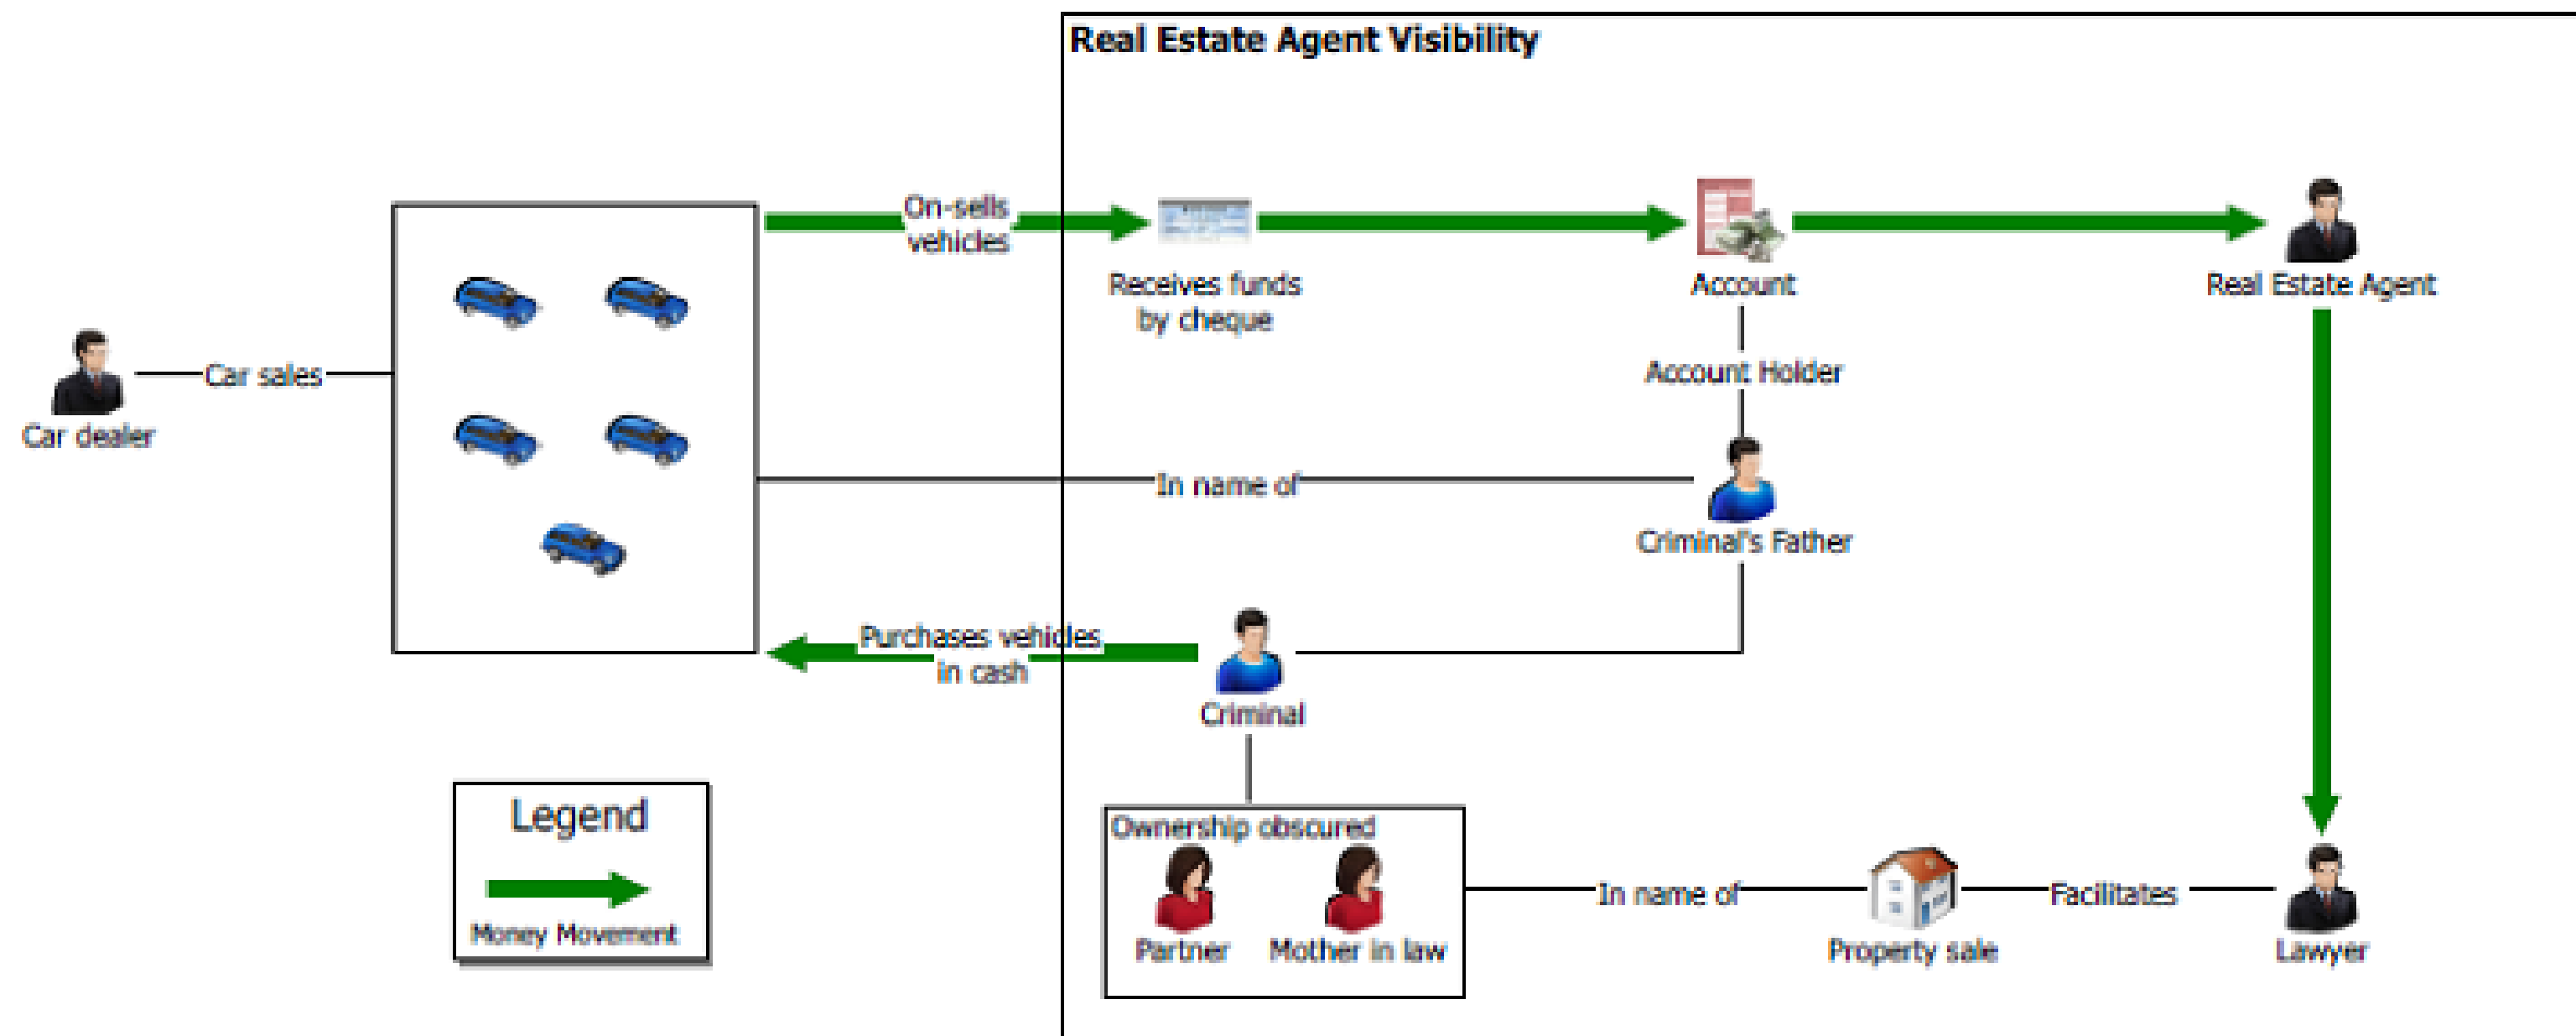 Real Estate Agent Visibility
On-sells
vehicles
Receives funds
by cheque
Account
Real Estate Agent
Account Holder
Car sales
Car dealer
In name of
Criminal's Father
Purchases vehicles
in cash
Criminal
Legend
Money Movement
Ownership obscured
Partner
Mother in law
In name of
Property sale
Facilitates
Lawyer